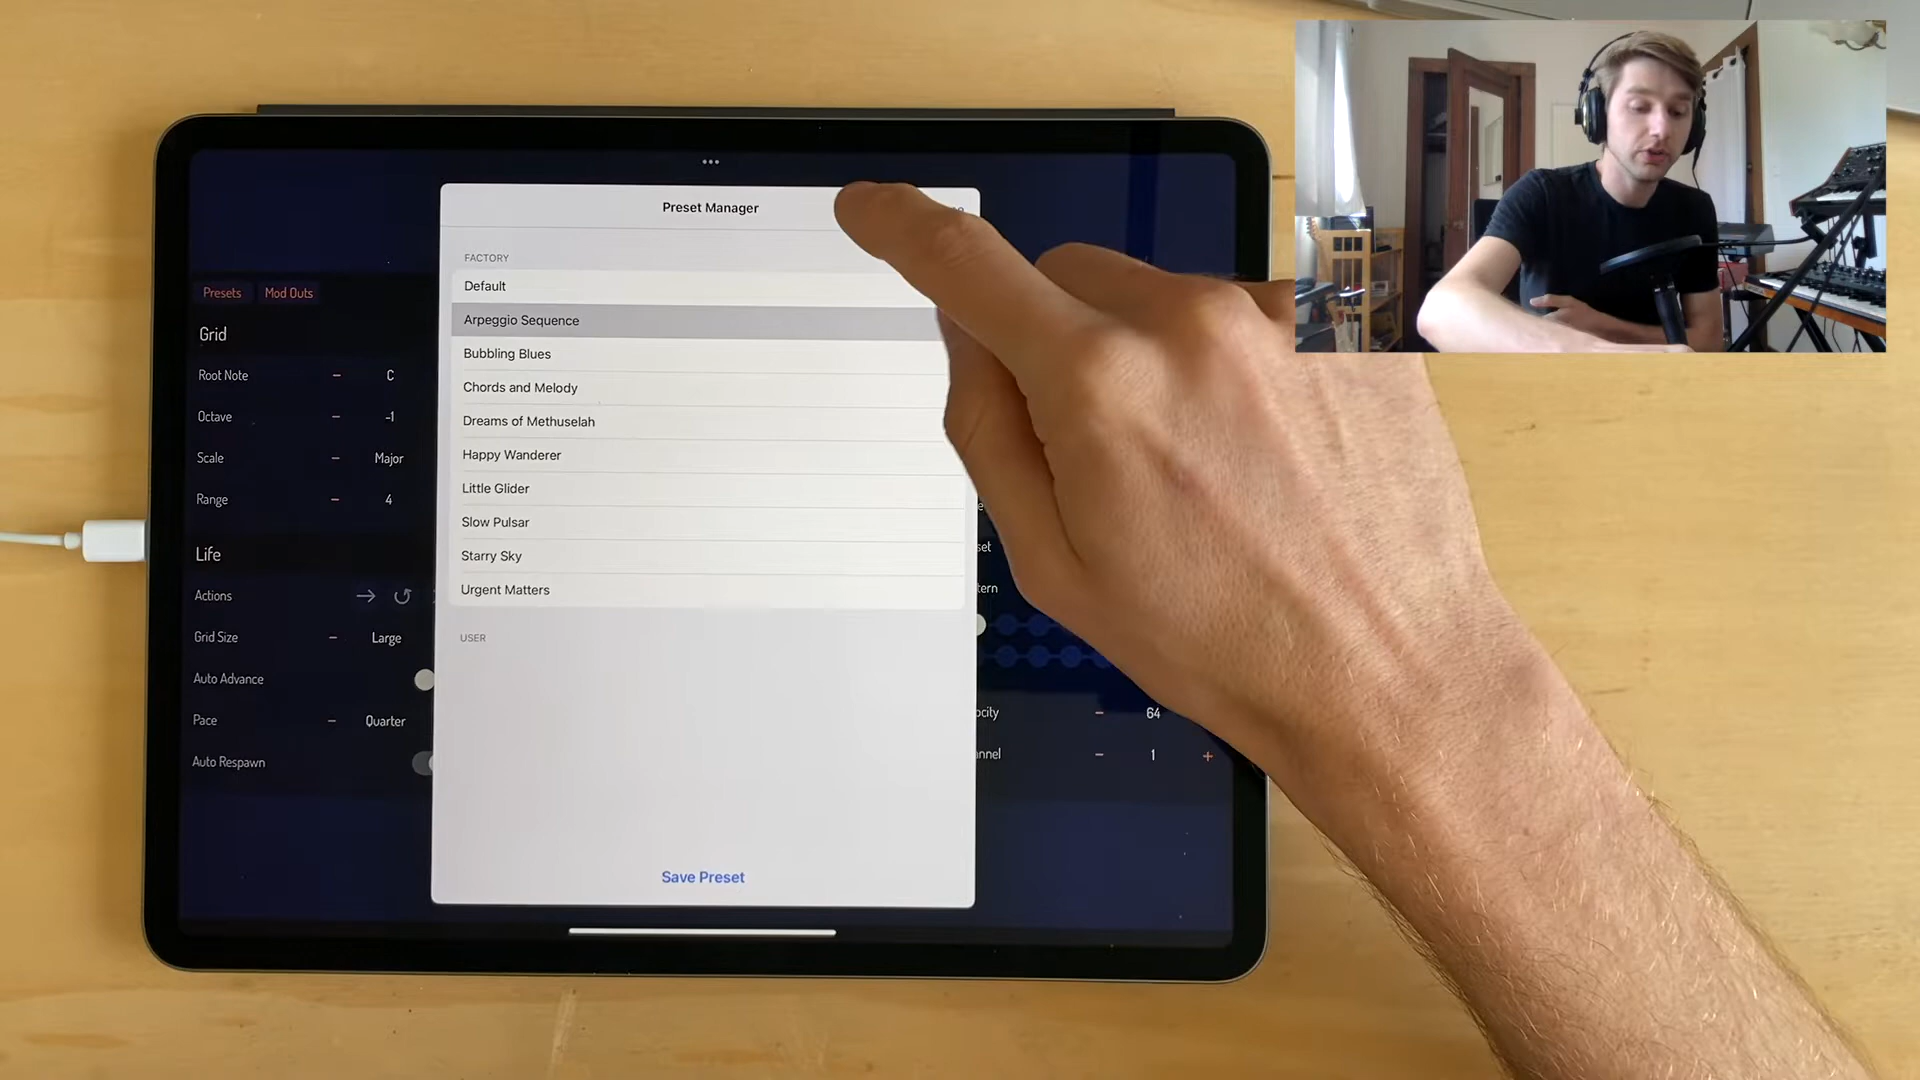 Preset Manager
FACTORY
Default
Arpeggio Sequence
Bubbling Blues
Chords and Melody
Dreams of Methuselah
Happy Wanderer
Little Glider
Slow Pulsar
Starry Sky
Urgent Matters
USER
Save Preset
Presets Mod Outs
Grid
Root Note − C
Octave − -1
Scale − Major
Range − 4
Life
Actions
Grid Size − Large
Auto Advance
Pace − Quarter
Auto Respawn
− 64
− 1 +